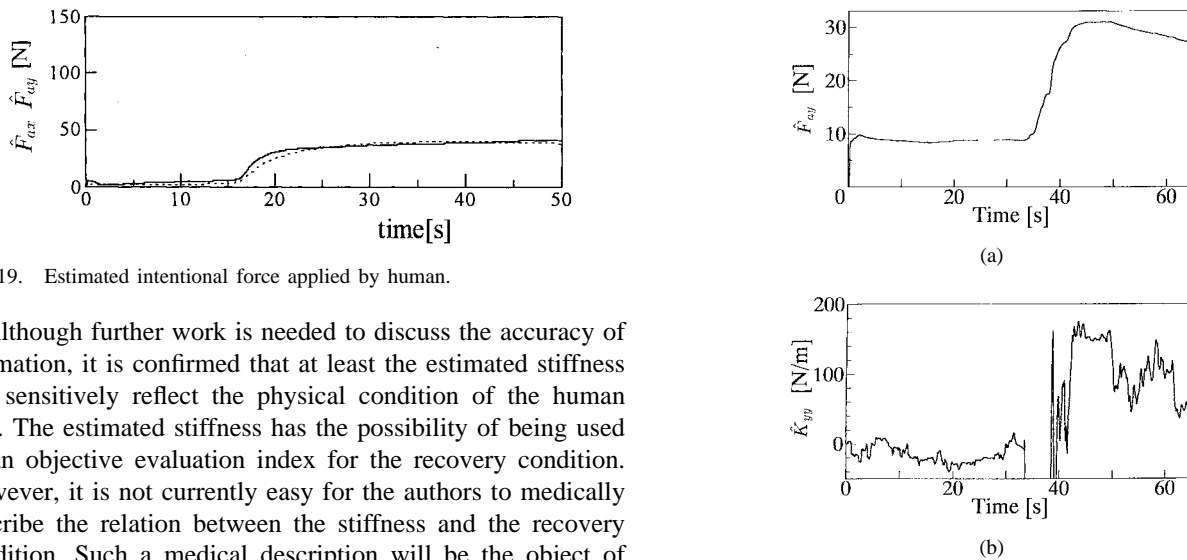 150
100
50
0
F̂ax F̂ay [N]
0 10 20 30 40 50
time[s]
19. Estimated intentional force applied by human.
lthough further work is needed to discuss the accuracy of
mation, it is confirmed that at least the estimated stiffness
sensitively reflect the physical condition of the human
. The estimated stiffness has the possibility of being used
an objective evaluation index for the recovery condition.
vever, it is not currently easy for the authors to medically
cribe the relation between the stiffness and the recovery
dition. Such a medical description will be the object of
30
20
10
0
F̂ay [N]
0 20 40 60
Time [s]
(a)
200
100
0
K̂yy [N/m]
0 20 40 60
Time [s]
(b)